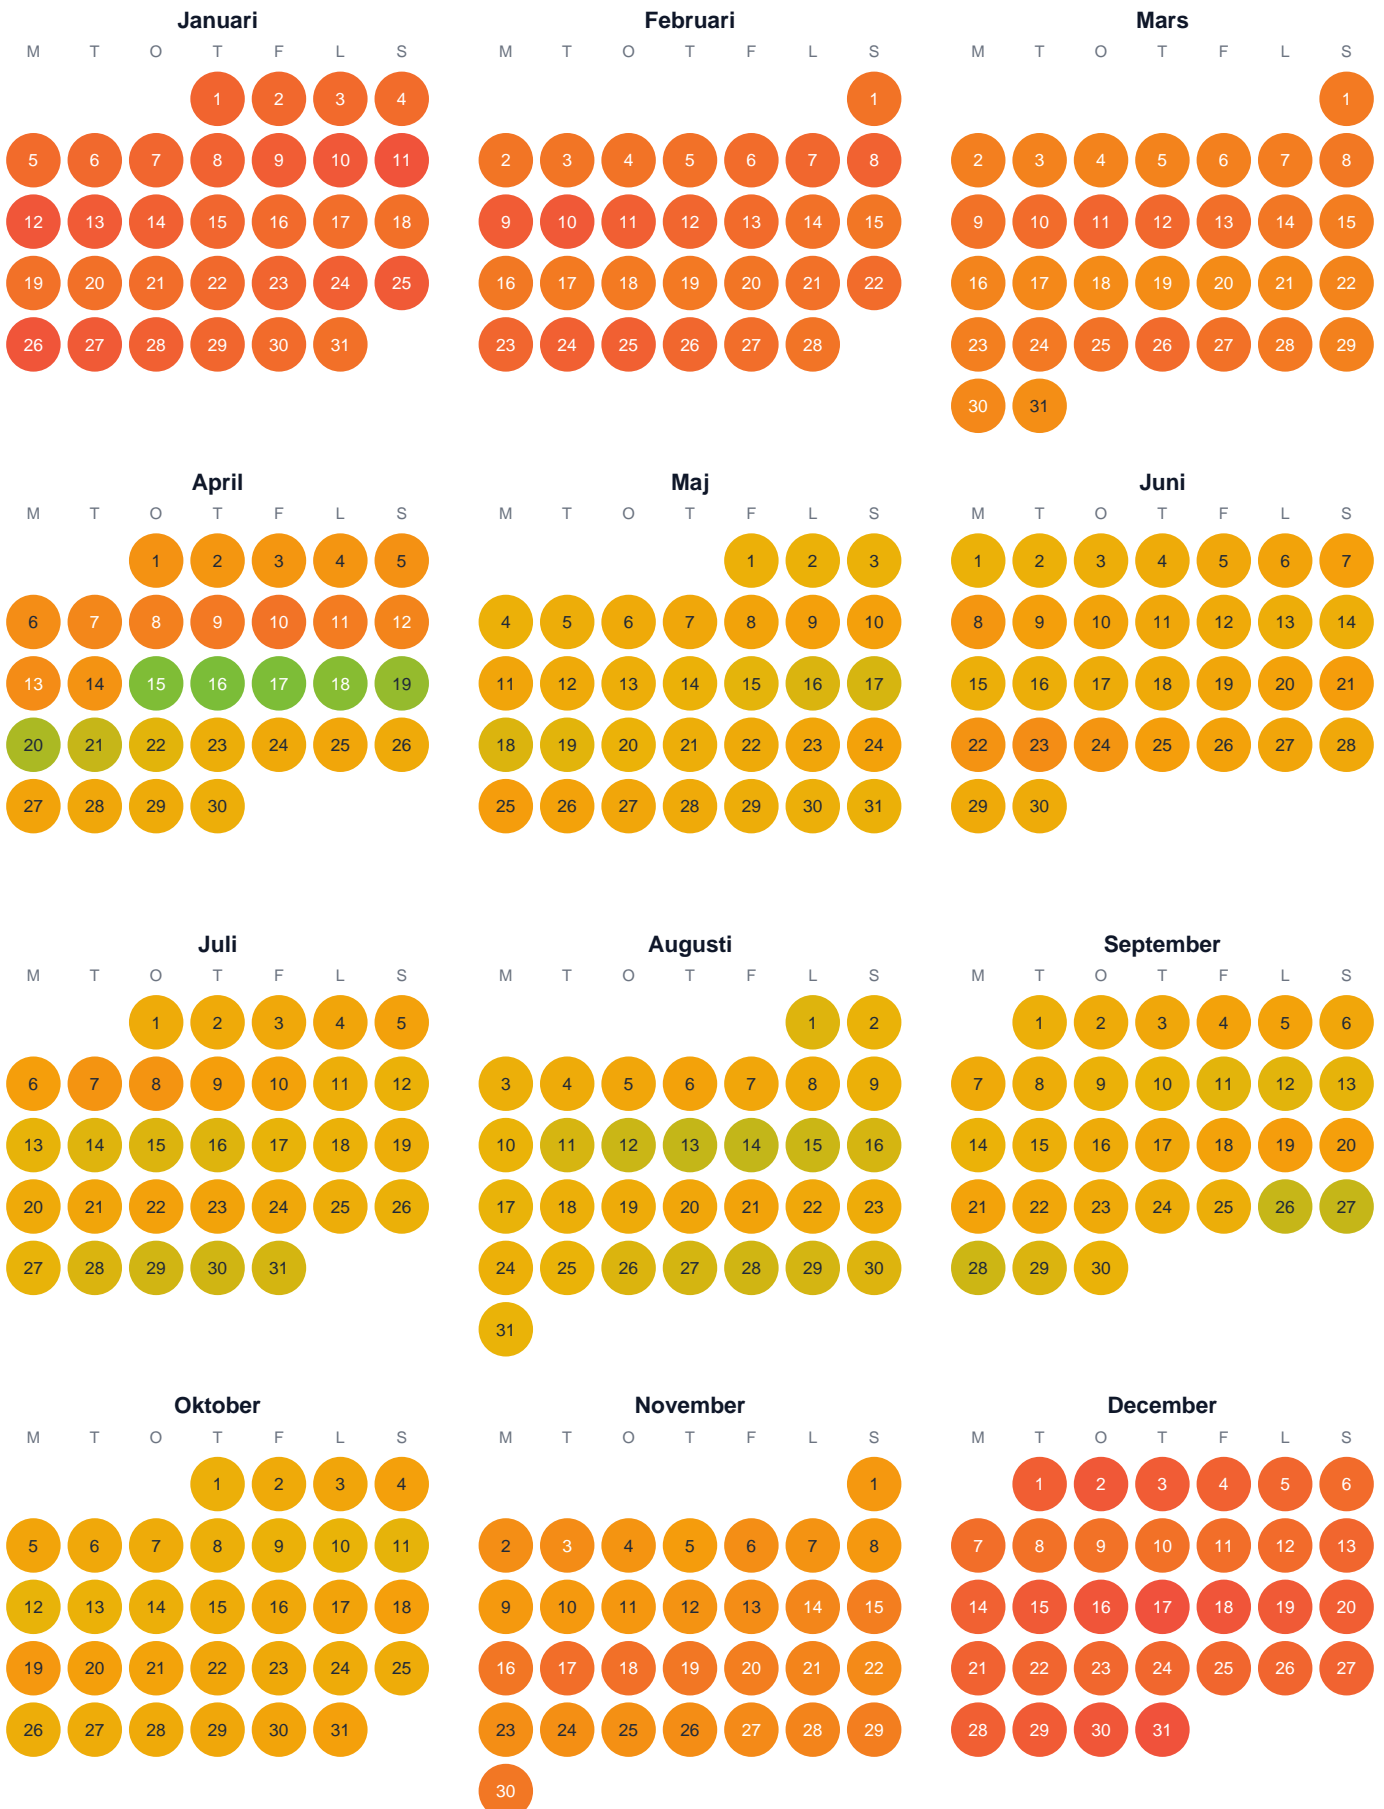 Januari Februari Mars
M T O T F L S M T O T F L S M T O T F L S
1 2 3 4 1 1
5 6 7 8 9 10 11 2 3 4 5 6 7 8 2 3 4 5 6 7 8
12 13 14 15 16 17 18 9 10 11 12 13 14 15 9 10 11 12 13 14 15
19 20 21 22 23 24 25 16 17 18 19 20 21 22 16 17 18 19 20 21 22
26 27 28 29 30 31 23 24 25 26 27 28 23 24 25 26 27 28 29
30 31
April Maj Juni
M T O T F L S M T O T F L S M T O T F L S
1 2 3 4 5 1 2 3 1 2 3 4 5 6 7
6 7 8 9 10 11 12 4 5 6 7 8 9 10 8 9 10 11 12 13 14
13 14 15 16 17 18 19 11 12 13 14 15 16 17 15 16 17 18 19 20 21
20 21 22 23 24 25 26 18 19 20 21 22 23 24 22 23 24 25 26 27 28
27 28 29 30 25 26 27 28 29 30 31 29 30
Juli Augusti September
M T O T F L S M T O T F L S M T O T F L S
1 2 3 4 5 1 2 1 2 3 4 5 6
6 7 8 9 10 11 12 3 4 5 6 7 8 9 7 8 9 10 11 12 13
13 14 15 16 17 18 19 10 11 12 13 14 15 16 14 15 16 17 18 19 20
20 21 22 23 24 25 26 17 18 19 20 21 22 23 21 22 23 24 25 26 27
27 28 29 30 31 24 25 26 27 28 29 30 28 29 30
31
Oktober November December
M T O T F L S M T O T F L S M T O T F L S
1 2 3 4 1 1 2 3 4 5 6
5 6 7 8 9 10 11 2 3 4 5 6 7 8 7 8 9 10 11 12 13
12 13 14 15 16 17 18 9 10 11 12 13 14 15 14 15 16 17 18 19 20
19 20 21 22 23 24 25 16 17 18 19 20 21 22 21 22 23 24 25 26 27
26 27 28 29 30 31 23 24 25 26 27 28 29 28 29 30 31
30